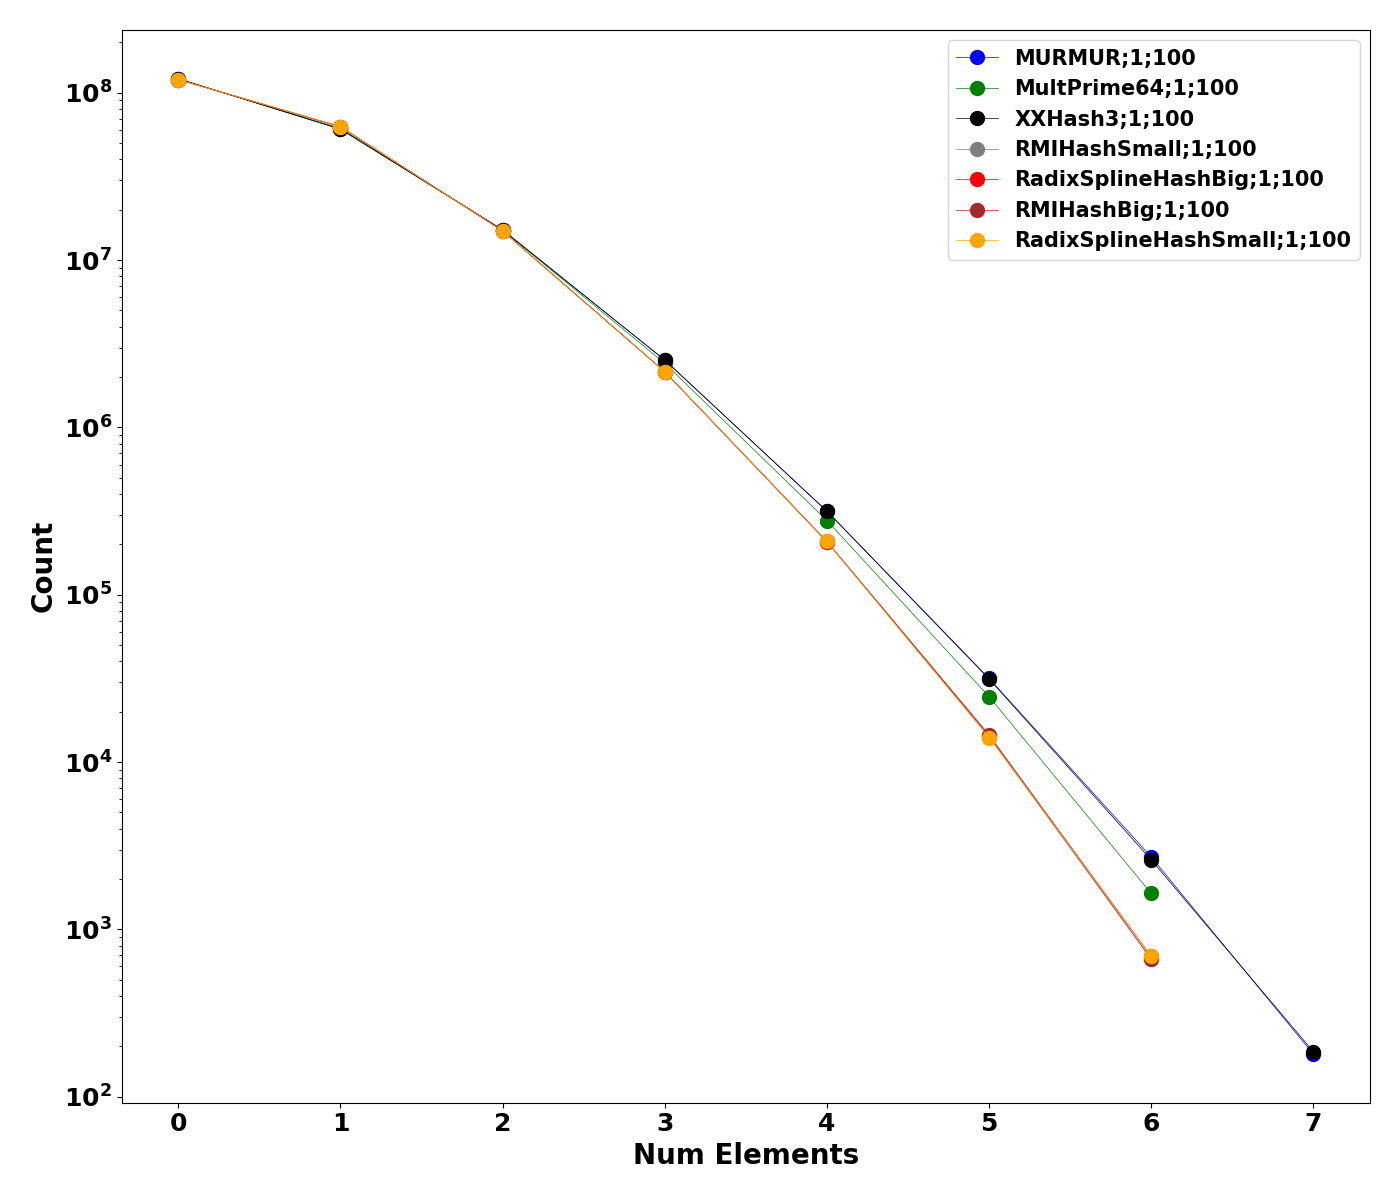 MURMUR;1;100
MultPrime64;1;100
XXHash3;1;100
RMIHashSmall;1;100
RadixSplineHashBig;1;100
RMIHashBig;1;100
RadixSplineHashSmall;1;100
10^8
10^7
10^6
10^5
10^4
10^3
10^2
Count
0 1 2 3 4 5 6 7
Num Elements